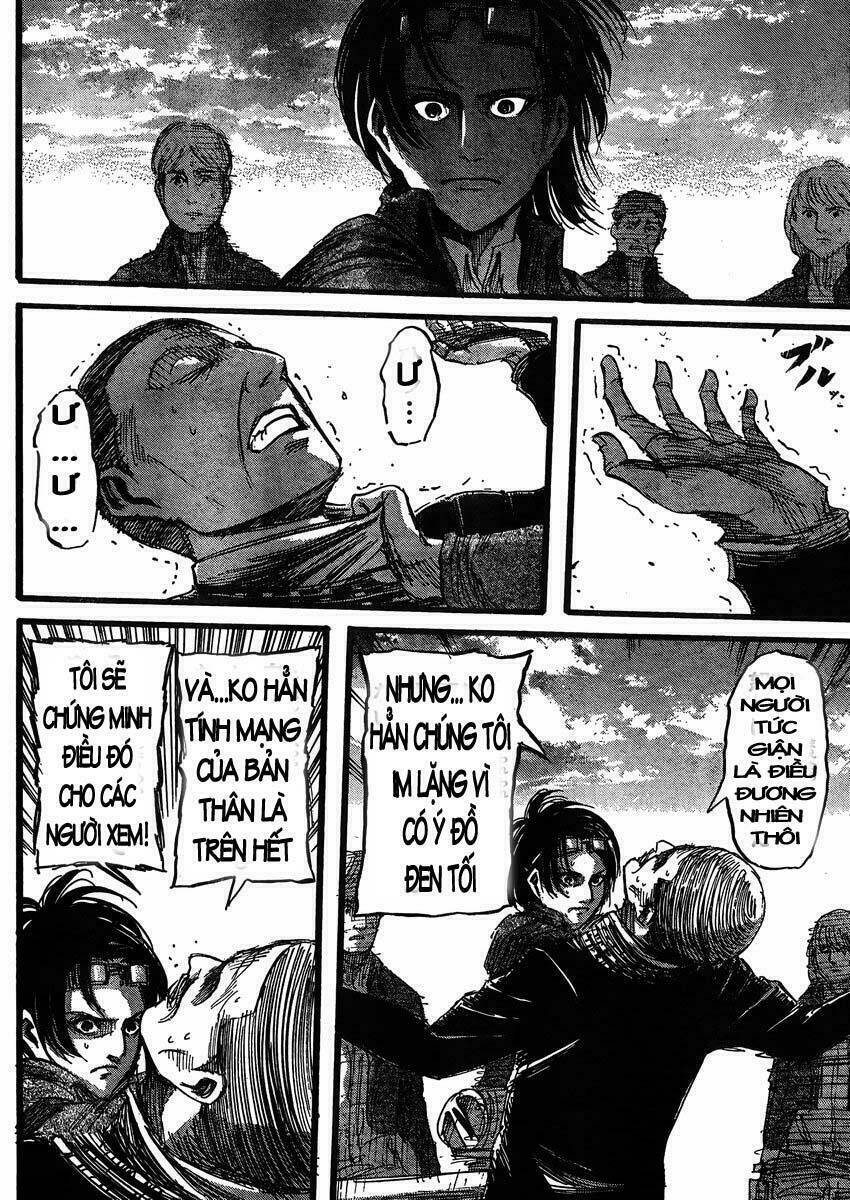 Ư
...
Ư
...
Ư
...
MỌI
NGƯỜI
TỨC
GIẬN
LÀ ĐIỀU
ĐƯƠNG
NHIÊN
THÔI
NHƯNG... KO
HẲN CHÚNG TÔI
IM LẶNG VÌ
CÓ Ý ĐỒ
ĐEN TỐI
VÀ...KO HẲN
TÍNH MẠNG
CỦA BẢN
THÂN LÀ
TRÊN HẾT
TÔI SẼ
CHỨNG MINH
ĐIỀU ĐÓ
CHO CÁC
NGƯỜI XEM!